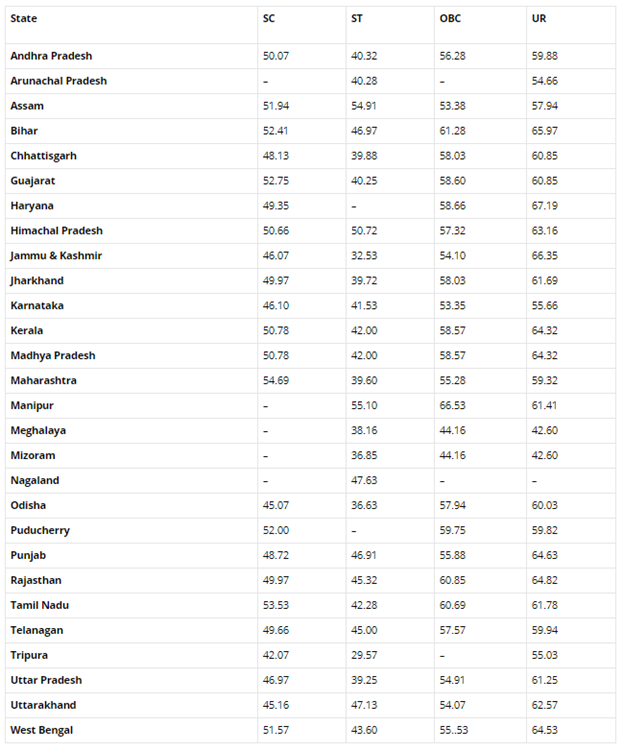 State SC ST OBC UR
Andhra Pradesh 50.07 40.32 56.28 59.88
Arunachal Pradesh – 40.28 – 54.66
Assam 51.94 54.91 53.38 57.94
Bihar 52.41 46.97 61.28 65.97
Chhattisgarh 48.13 39.88 58.03 60.85
Guajarat 52.75 40.25 58.60 60.85
Haryana 49.35 – 58.66 67.19
Himachal Pradesh 50.66 50.72 57.32 63.16
Jammu & Kashmir 46.07 32.53 54.10 66.35
Jharkhand 49.97 39.72 58.03 61.69
Karnataka 46.10 41.53 53.35 55.66
Kerala 50.78 42.00 58.57 64.32
Madhya Pradesh 50.78 42.00 58.57 64.32
Maharashtra 54.69 39.60 55.28 59.32
Manipur – 55.10 66.53 61.41
Meghalaya – 38.16 44.16 42.60
Mizoram – 36.85 44.16 42.60
Nagaland – 47.63 – –
Odisha 45.07 36.63 57.94 60.03
Puducherry 52.00 – 59.75 59.82
Punjab 48.72 46.91 55.88 64.63
Rajasthan 49.97 45.32 60.85 64.82
Tamil Nadu 53.53 42.28 60.69 61.78
Telanagan 49.66 45.00 57.57 59.94
Tripura 42.07 29.57 – 55.03
Uttar Pradesh 46.97 39.25 54.91 61.25
Uttarakhand 45.16 47.13 54.07 62.57
West Bengal 51.57 43.60 55..53 64.53